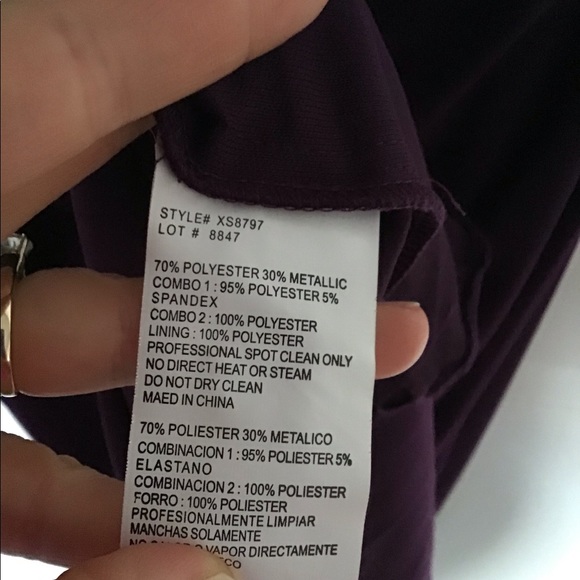 STYLE# XS8797
LOT # 8847
70% POLYESTER 30% METALLIC
COMBO 1 : 95% POLYESTER 5%
SPANDEX
COMBO 2 : 100% POLYESTER
LINING : 100% POLYESTER
PROFESSIONAL SPOT CLEAN ONLY
NO DIRECT HEAT OR STEAM
DO NOT DRY CLEAN
MAED IN CHINA
70% POLIESTER 30% METALICO
COMBINACION 1 : 95% POLIESTER 5%
ELASTANO
COMBINACION 2 : 100% POLIESTER
FORRO : 100% POLIESTER
PROFESIONALMENTE LIMPIAR
MANCHAS SOLAMENTE
VAPOR DIRECTAMENTE